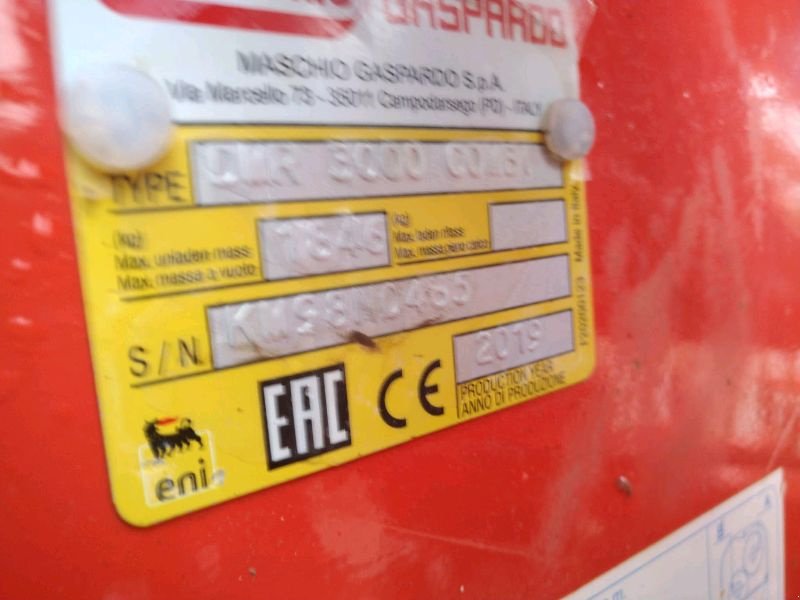 GASPARDO
MASCHIO GASPARDO S.p.A.
Via Marcello 73 - 35011 Campodarsego (PD) - ITALY
TYPE
3000
(kg)
Max. unladen mass
Max. massa a vuoto
(kg)
Max. laden mass
Max. massa pieno carico
Made in Italy
F20200123
S/N.
2019
PRODUCTION YEAR
ANNO DI PRODUZIONE
EAC CE
eni
B A